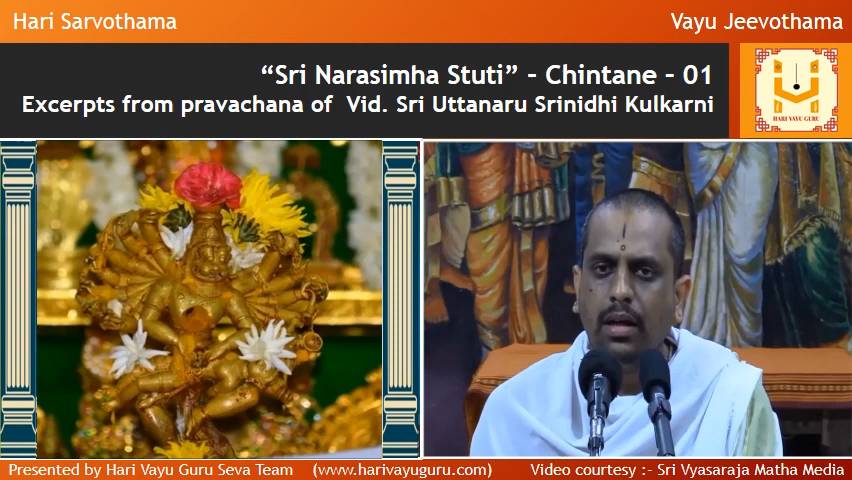 Hari Sarvothama
Vayu Jeevothama
“Sri Narasimha Stuti” – Chintane – 01
Excerpts from pravachana of Vid. Sri Uttanaru Srinidhi Kulkarni
HARI VAYU GURU
Presented by Hari Vayu Guru Seva Team (www.harivayuguru.com)
Video courtesy :- Sri Vyasaraja Matha Media